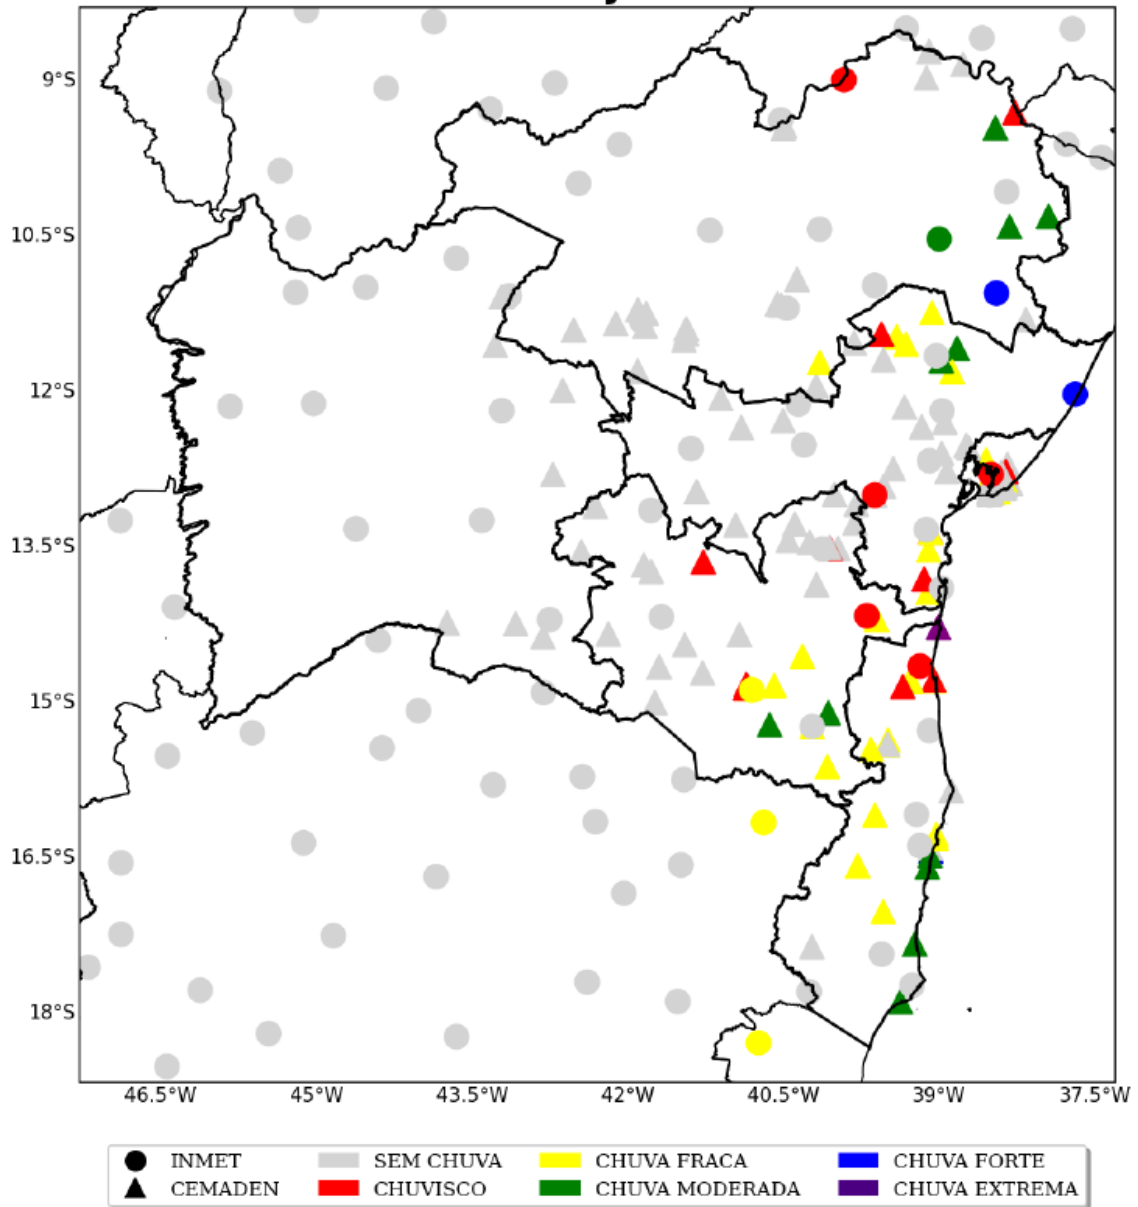 9°S
10.5°S
12°S
13.5°S
15°S
16.5°S
18°S
46.5°W 45°W 43.5°W 42°W 40.5°W 39°W 37.5°W
INMET SEM CHUVA CHUVA FRACA CHUVA FORTE
CEMADEN CHUVISCO CHUVA MODERADA CHUVA EXTREMA